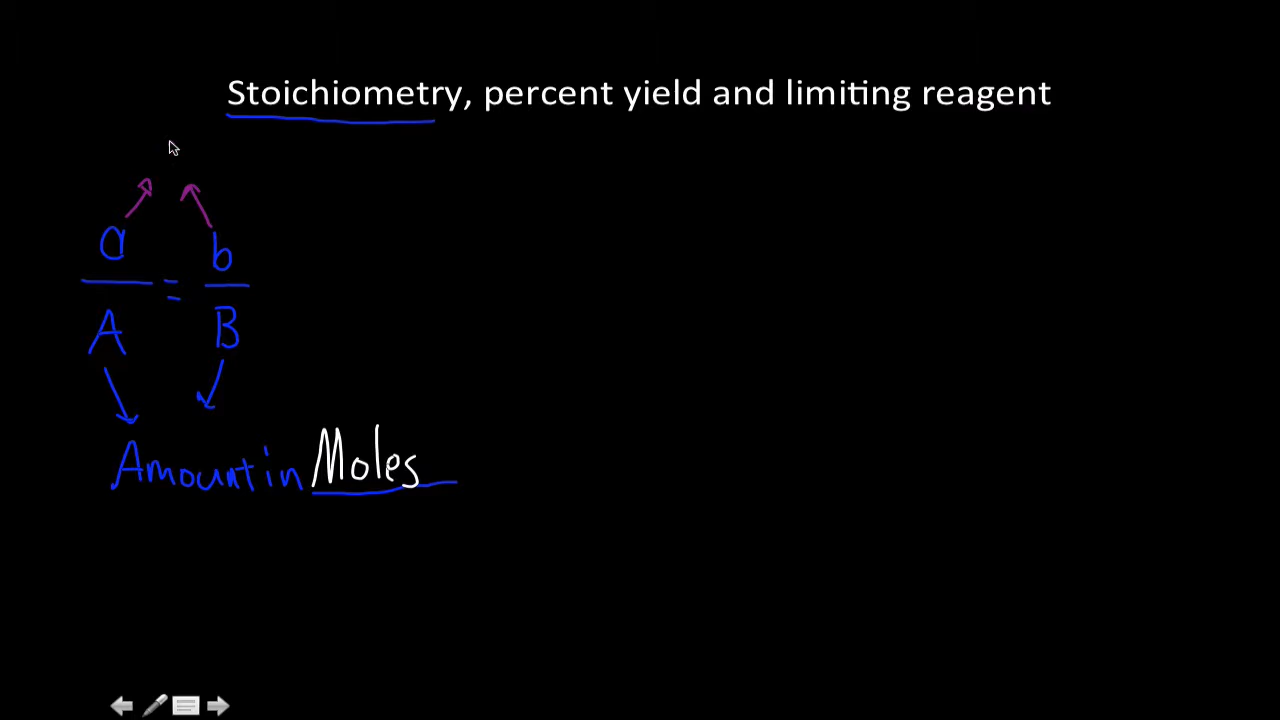 Stoichiometry, percent yield and limiting reagent
a = b
A B
Amount in Moles